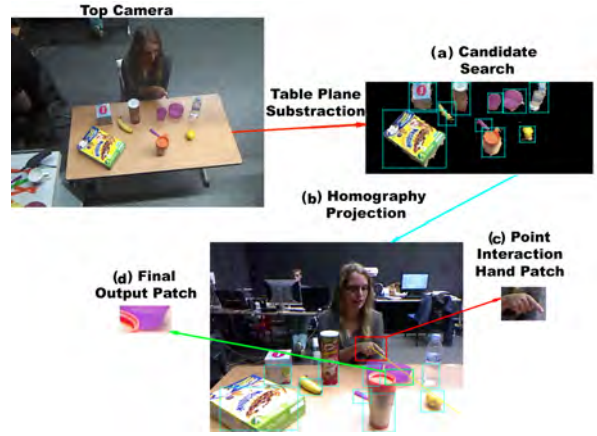 Top Camera
(a) Candidate
Search
Table Plane
Substraction
(b) Homography
Projection
(c) Point
Interaction
Hand Patch
(d) Final
Output Patch